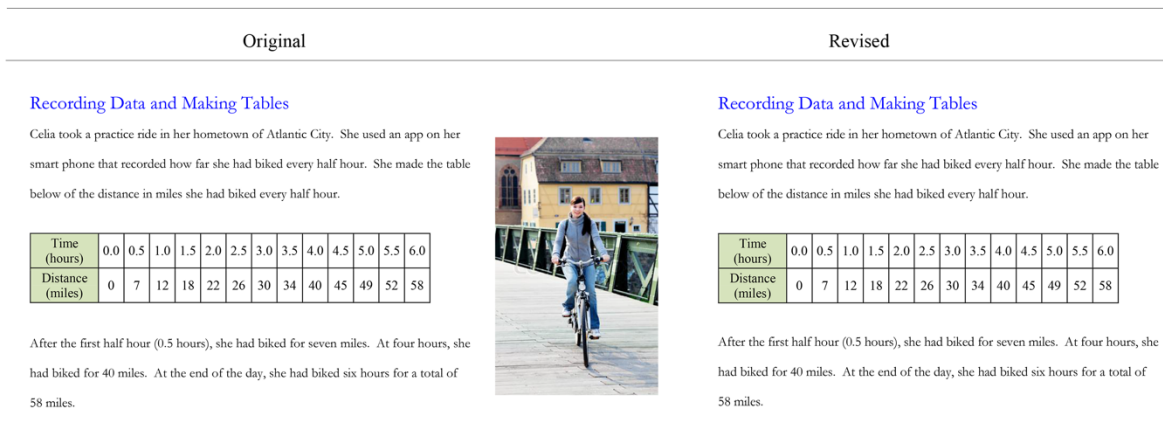 Original
Recording Data and Making Tables
Celia took a practice ride in her hometown of Atlantic City. She used an app on her
smart phone that recorded how far she had biked every half hour. She made the table
below of the distance in miles she had biked every half hour.
Time (hours) 0.0 0.5 1.0 1.5 2.0 2.5 3.0 3.5 4.0 4.5 5.0 5.5 6.0
Distance (miles) 0 7 12 18 22 26 30 34 40 45 49 52 58
After the first half hour (0.5 hours), she had biked for seven miles. At four hours, she
had biked for 40 miles. At the end of the day, she had biked six hours for a total of
58 miles.
Revised
Recording Data and Making Tables
Celia took a practice ride in her hometown of Atlantic City. She used an app on her
smart phone that recorded how far she had biked every half hour. She made the table
below of the distance in miles she had biked every half hour.
Time (hours) 0.0 0.5 1.0 1.5 2.0 2.5 3.0 3.5 4.0 4.5 5.0 5.5 6.0
Distance (miles) 0 7 12 18 22 26 30 34 40 45 49 52 58
After the first half hour (0.5 hours), she had biked for seven miles. At four hours, she
had biked for 40 miles. At the end of the day, she had biked six hours for a total of
58 miles.